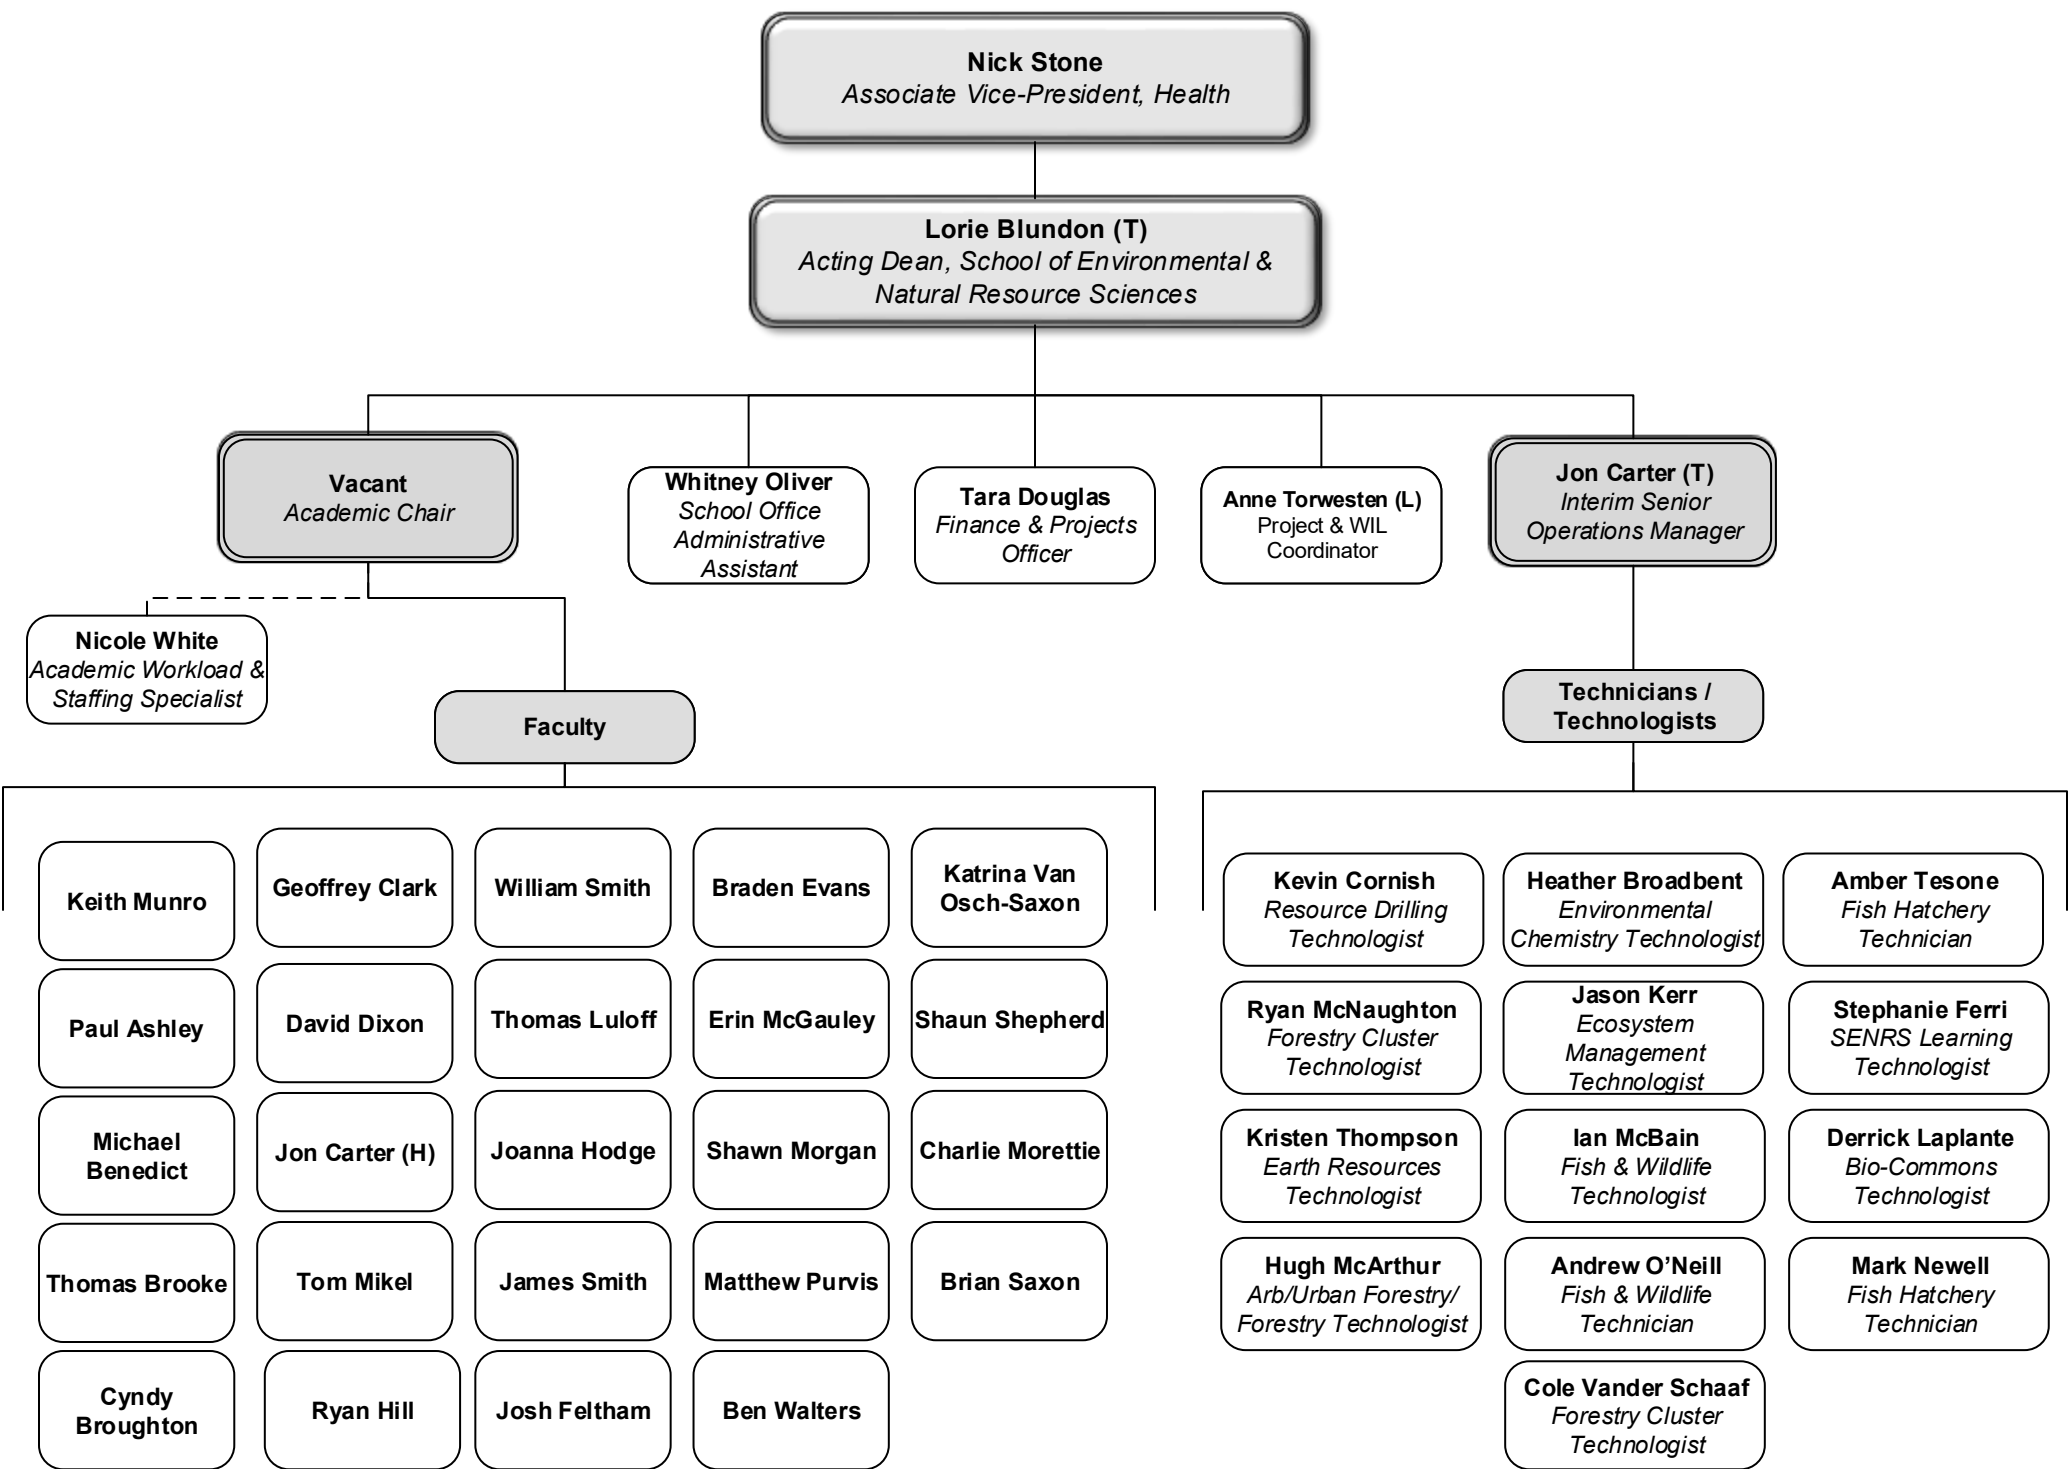 Nick Stone
Associate Vice-President, Health
Lorie Blundon (T)
Acting Dean, School of Environmental &
Natural Resource Sciences
Vacant
Academic Chair
Whitney Oliver
School Office
Administrative
Assistant
Tara Douglas
Finance & Projects
Officer
Anne Torwesten (L)
Project & WIL
Coordinator
Jon Carter (T)
Interim Senior
Operations Manager
Nicole White
Academic Workload &
Staffing Specialist
Faculty
Technicians /
Technologists
Keith Munro
Geoffrey Clark
William Smith
Braden Evans
Katrina Van
Osch-Saxon
Paul Ashley
David Dixon
Thomas Luloff
Erin McGauley
Shaun Shepherd
Michael
Benedict
Jon Carter (H)
Joanna Hodge
Shawn Morgan
Charlie Morettie
Thomas Brooke
Tom Mikel
James Smith
Matthew Purvis
Brian Saxon
Cyndy
Broughton
Ryan Hill
Josh Feltham
Ben Walters
Kevin Cornish
Resource Drilling
Technologist
Heather Broadbent
Environmental
Chemistry Technologist
Amber Tesone
Fish Hatchery
Technician
Ryan McNaughton
Forestry Cluster
Technologist
Jason Kerr
Ecosystem
Management
Technologist
Stephanie Ferri
SENRS Learning
Technologist
Kristen Thompson
Earth Resources
Technologist
Ian McBain
Fish & Wildlife
Technologist
Derrick Laplante
Bio-Commons
Technologist
Hugh McArthur
Arb/Urban Forestry/
Forestry Technologist
Andrew O’Neill
Fish & Wildlife
Technician
Mark Newell
Fish Hatchery
Technician
Cole Vander Schaaf
Forestry Cluster
Technologist